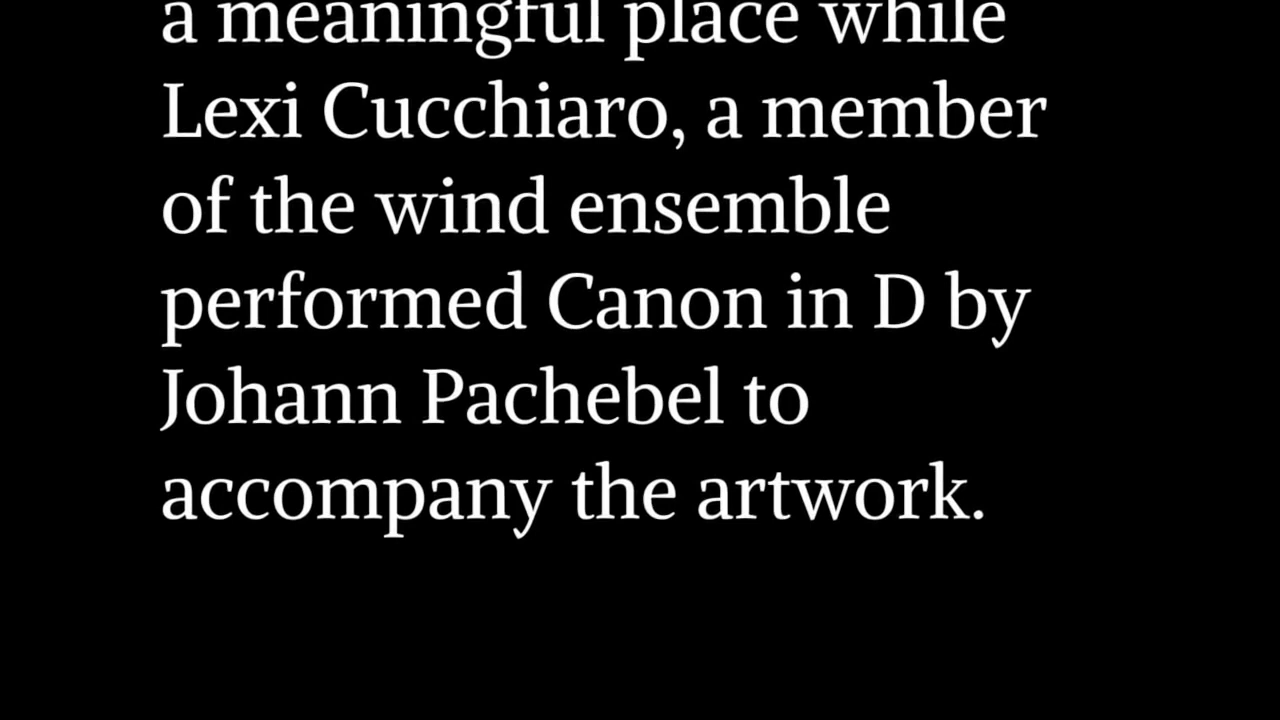 a meaningful place while
Lexi Cucchiaro, a member
of the wind ensemble
performed Canon in D by
Johann Pachebel to
accompany the artwork.